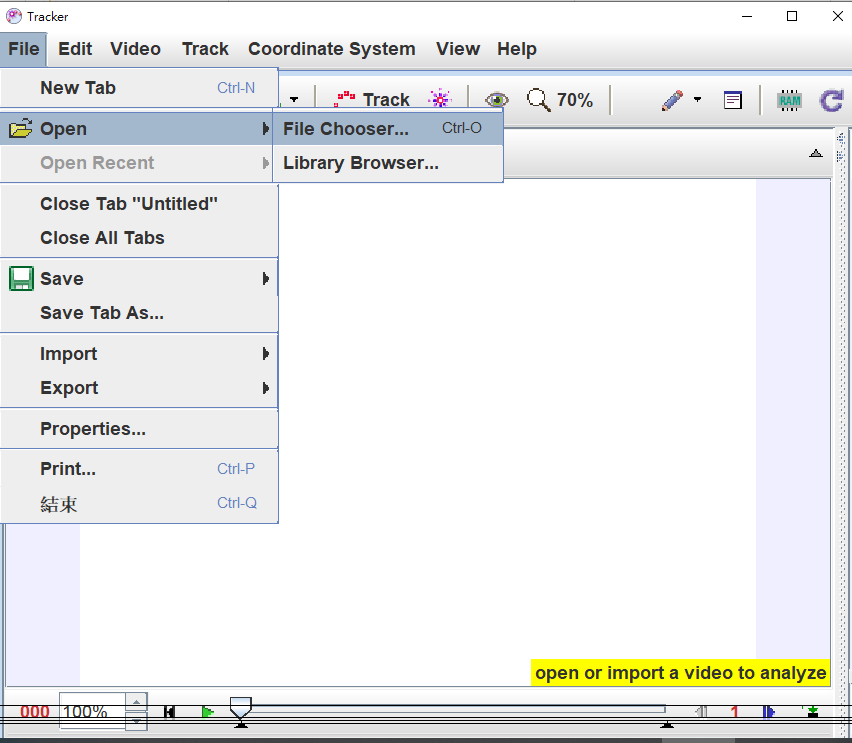 Tracker
File Edit Video Track Coordinate System View Help
New Tab Ctrl-N
Track 70% RAM
Open File Chooser... Ctrl-O
Open Recent Library Browser...
Close Tab "Untitled"
Close All Tabs
Save
Save Tab As...
Import
Export
Properties...
Print... Ctrl-P
結束 Ctrl-Q
open or import a video to analyze
000 100% 1